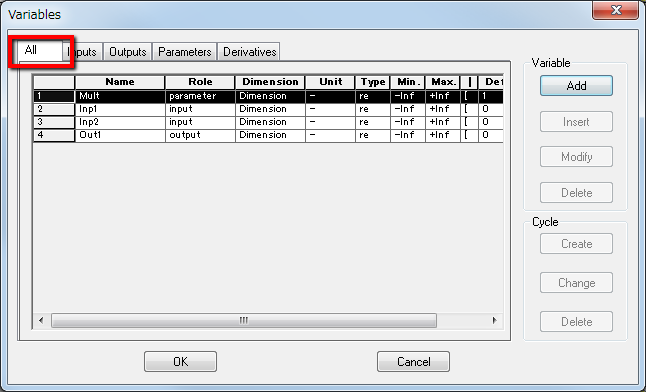 Variables
All Inputs Outputs Parameters Derivatives
Name Role Dimension Unit Type Min. Max. [
1 Mult parameter Dimension - re -Inf +Inf [ 1
2 Inp1 input Dimension - re -Inf +Inf [ 0
3 Inp2 input Dimension - re -Inf +Inf [ 0
4 Out1 output Dimension - re -Inf +Inf [ 0
Variable
Add
Insert
Modify
Delete
Cycle
Create
Change
Delete
OK Cancel